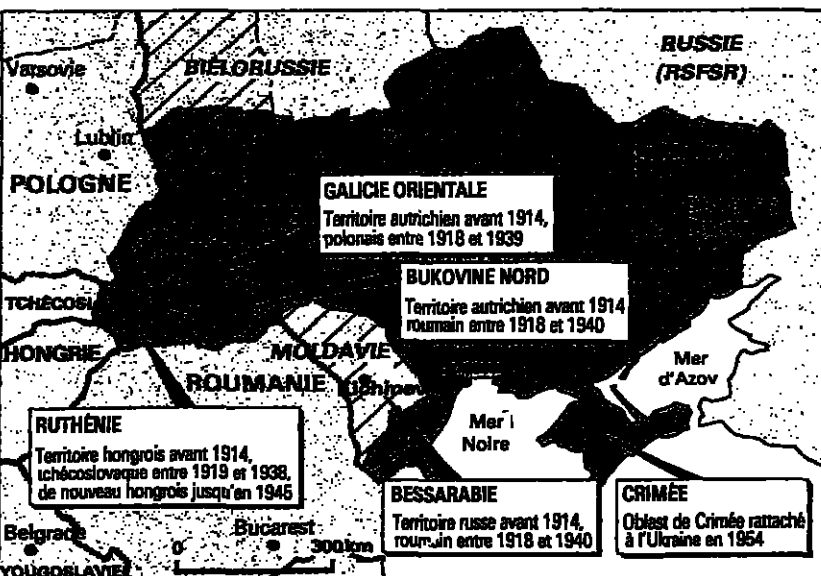 RUSSIE
(RSFSR)
Varsovie
BIÉLORUSSIE
Lublin
POLOGNE
GALICIE ORIENTALE
Territoire autrichien avant 1914,
polonais entre 1918 et 1939
BUKOVINE NORD
Territoire autrichien avant 1914
roumain entre 1918 et 1940
TCHÉCOSL
HONGRIE
MOLDAVIE
ROUMANIE
Mer
d'Azov
Mer
Noire
RUTHÉNIE
Territoire hongrois avant 1914,
tchécoslovaque entre 1919 et 1938,
de nouveau hongrois jusqu'en 1945
BESSARABIE
Territoire russe avant 1914,
roumain entre 1918 et 1940
CRIMÉE
Oblast de Crimée rattaché
à l'Ukraine en 1954
Belgrade
Bucarest
0 300 km
YOUGOSLAVIE